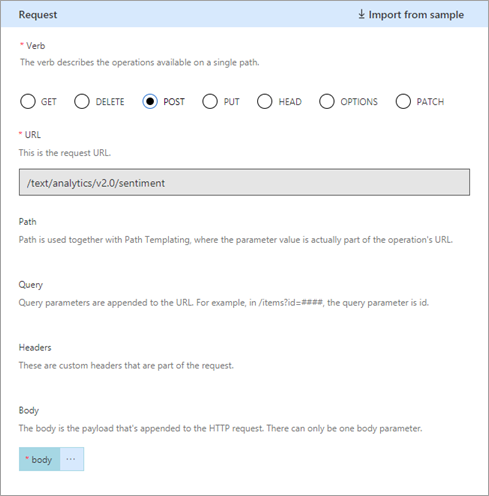 Request Import from sample
* Verb
The verb describes the operations available on a single path.
GET DELETE POST PUT HEAD OPTIONS PATCH
* URL
This is the request URL.
/text/analytics/v2.0/sentiment
Path
Path is used together with Path Templating, where the parameter value is actually part of the operation's URL.
Query
Query parameters are appended to the URL. For example, in /items?id=####, the query parameter is id.
Headers
These are custom headers that are part of the request.
Body
The body is the payload that's appended to the HTTP request. There can only be one body parameter.
* body ...